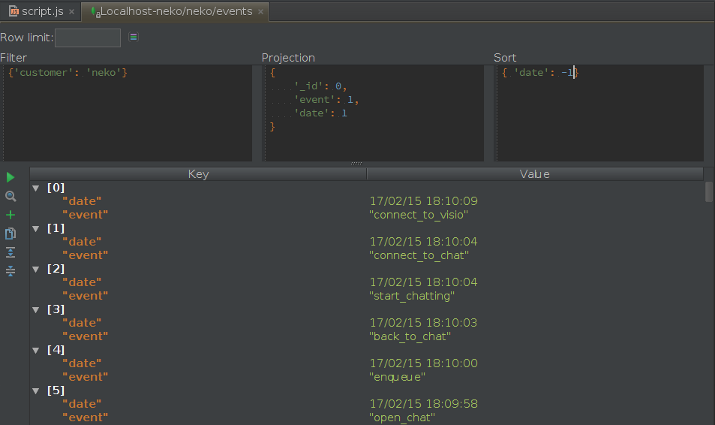 script.js × Localhost-neko/neko/events ×
Row limit:
Filter Projection Sort
{'customer': 'neko'}
{
'_id': 0,
'event': 1,
'date': 1
}
{ 'date': -1}
Key Value
[0]
"date" 17/02/15 18:10:09
"event" "connect_to_visio"
[1]
"date" 17/02/15 18:10:04
"event" "connect_to_chat"
[2]
"date" 17/02/15 18:10:04
"event" "start_chatting"
[3]
"date" 17/02/15 18:10:03
"event" "back_to_chat"
[4]
"date" 17/02/15 18:10:00
"event" "enqueue"
[5]
"date" 17/02/15 18:09:58
"event" "open_chat"